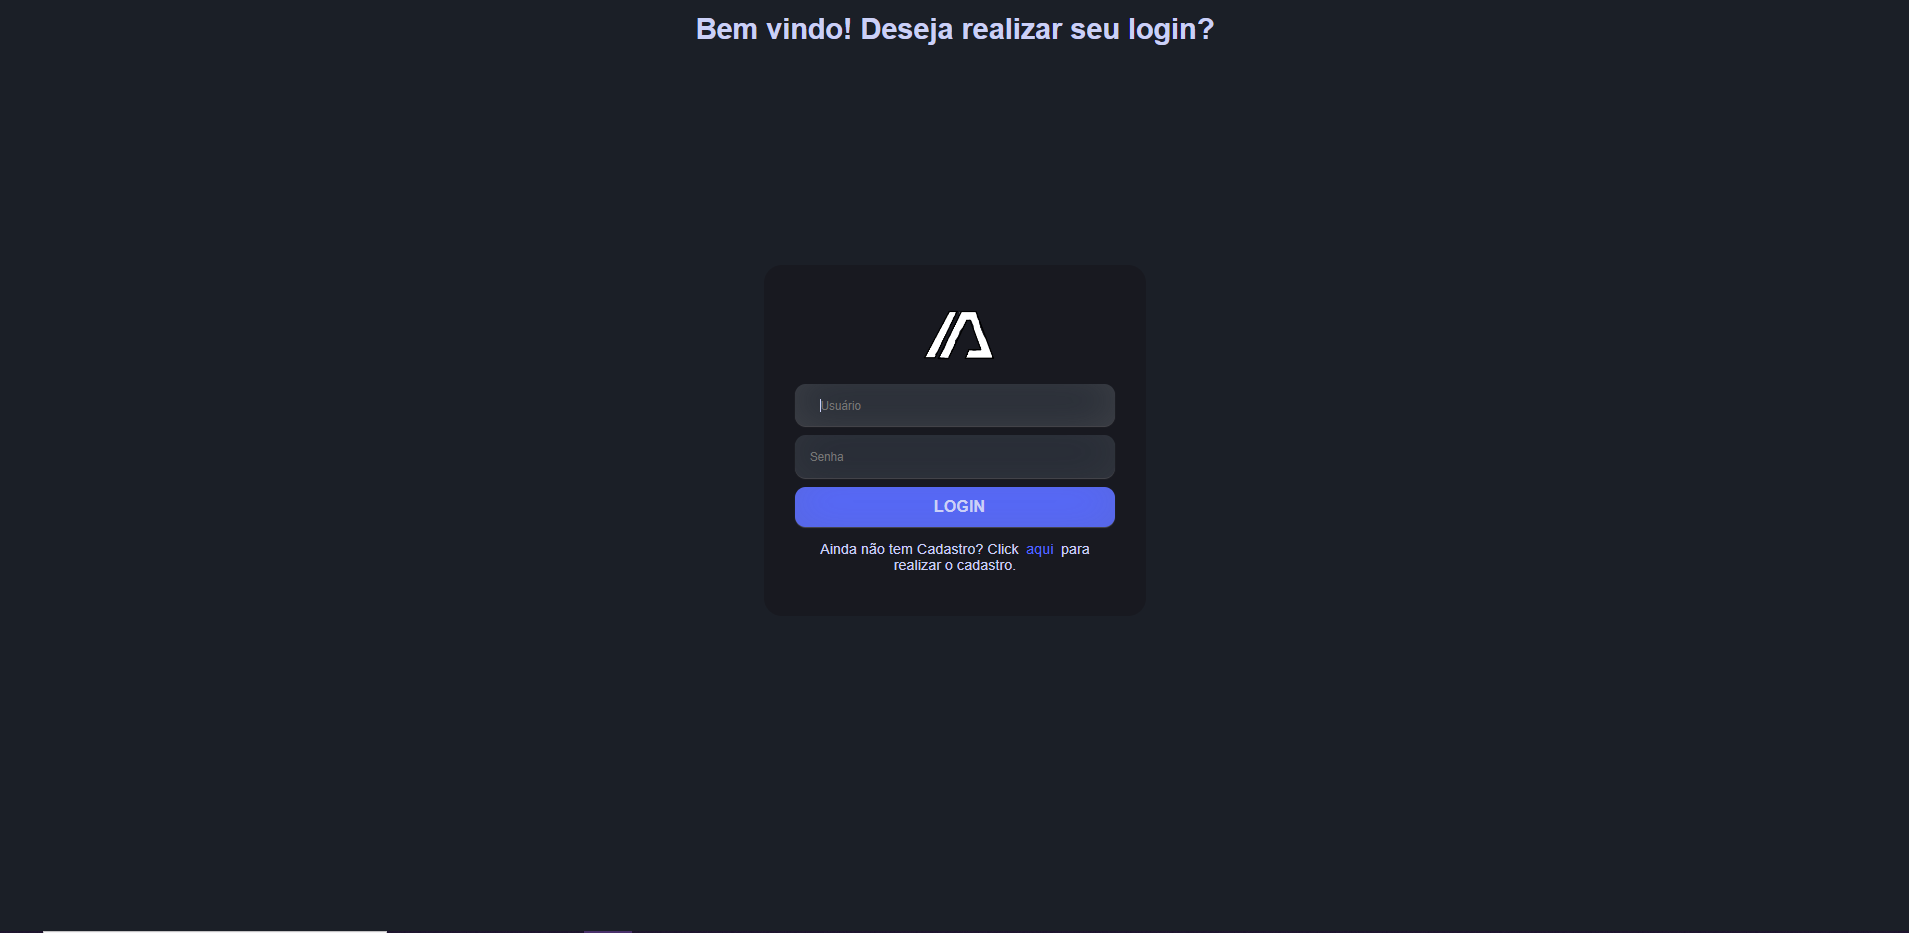 Bem vindo! Deseja realizar seu login?
Usuário
Senha
LOGIN
Ainda não tem Cadastro? Click aqui para
realizar o cadastro.